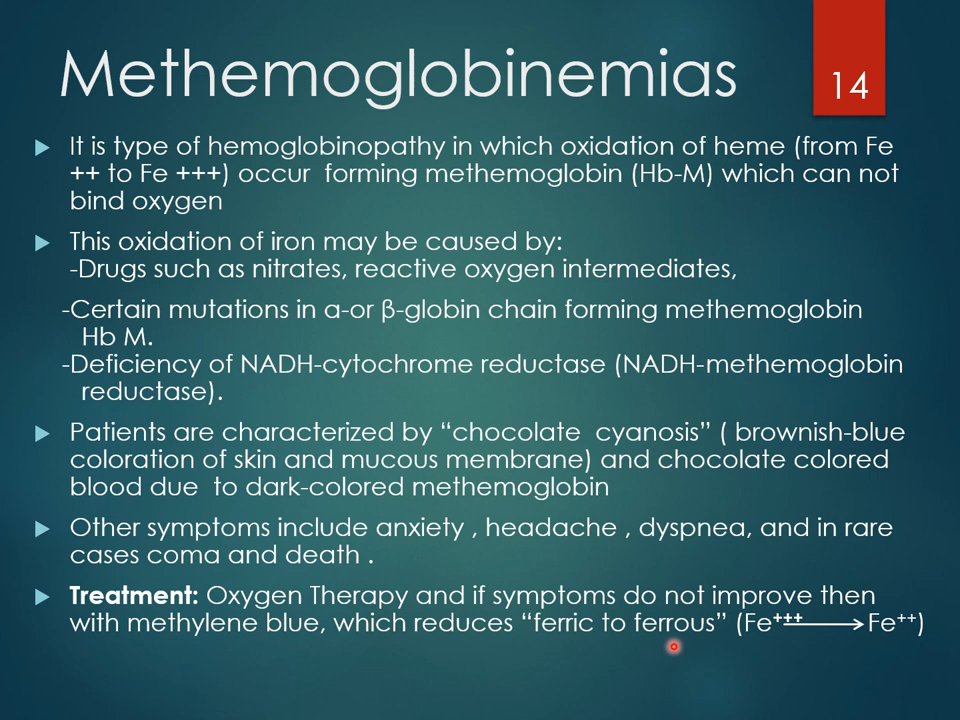 Methemoglobinemias
14
It is type of hemoglobinopathy in which oxidation of heme (from Fe
++ to Fe +++) occur  forming methemoglobin (Hb-M) which can not
bind oxygen
This oxidation of iron may be caused by:
-Drugs such as nitrates, reactive oxygen intermediates,
-Certain mutations in α-or β-globin chain forming methemoglobin
Hb M.
-Deficiency of NADH-cytochrome reductase (NADH-methemoglobin
reductase).
Patients are characterized by “chocolate  cyanosis” ( brownish-blue
coloration of skin and mucous membrane) and chocolate colored
blood due  to dark-colored methemoglobin
Other symptoms include anxiety , headache , dyspnea, and in rare
cases coma and death .
Treatment: Oxygen Therapy and if symptoms do not improve then
with methylene blue, which reduces “ferric to ferrous” (Fe+++ → Fe++)